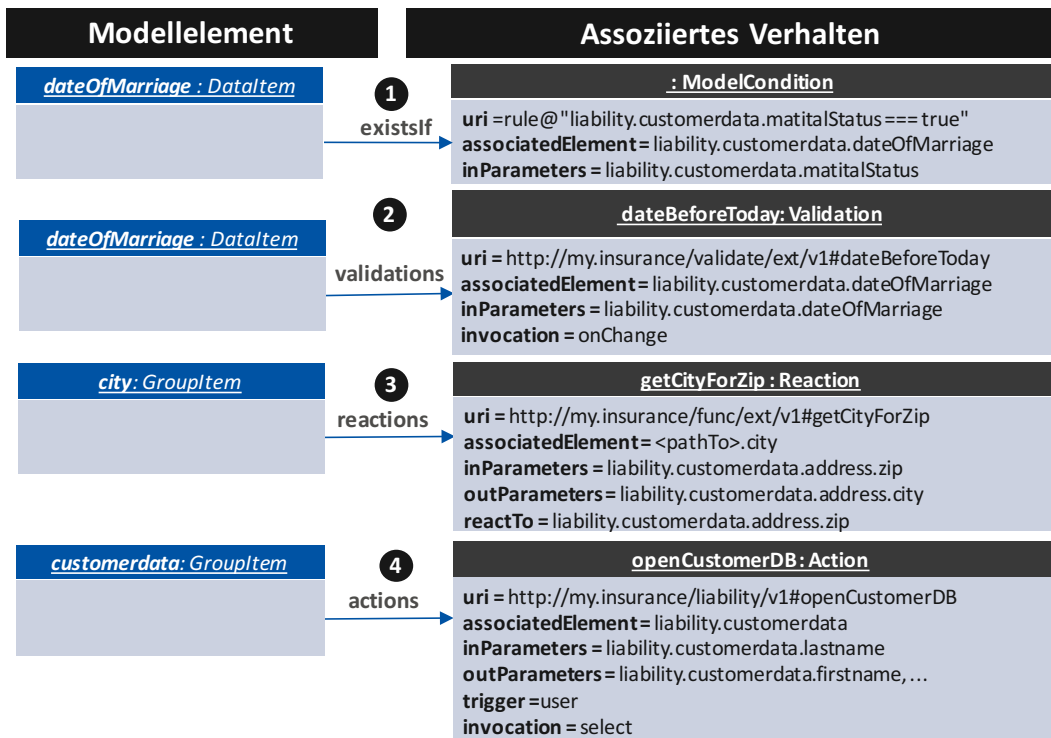 Modellelement
Assoziiertes Verhalten
dateOfMarriage : DataItem
1
existsIf
: ModelCondition
uri =rule@"liability.customerdata.matitalStatus=== true"
associatedElement= liability.customerdata.dateOfMarriage
inParameters = liability.customerdata.matitalStatus
dateOfMarriage : DataItem
2
validations
dateBeforeToday: Validation
uri = http://my.insurance/validate/ext/v1#dateBeforeToday
associatedElement= liability.customerdata.dateOfMarriage
inParameters = liability.customerdata.dateOfMarriage
invocation = onChange
city: GroupItem
3
reactions
getCityForZip : Reaction
uri = http://my.insurance/func/ext/v1#getCityForZip
associatedElement= <pathTo>.city
inParameters = liability.customerdata.address.zip
outParameters= liability.customerdata.address.city
reactTo = liability.customerdata.address.zip
customerdata: GroupItem
4
actions
openCustomerDB: Action
uri = http://my.insurance/liability/v1#openCustomerDB
associatedElement= liability.customerdata
inParameters = liability.customerdata.lastname
outParameters= liability.customerdata.firstname, ...
trigger =user
invocation = select